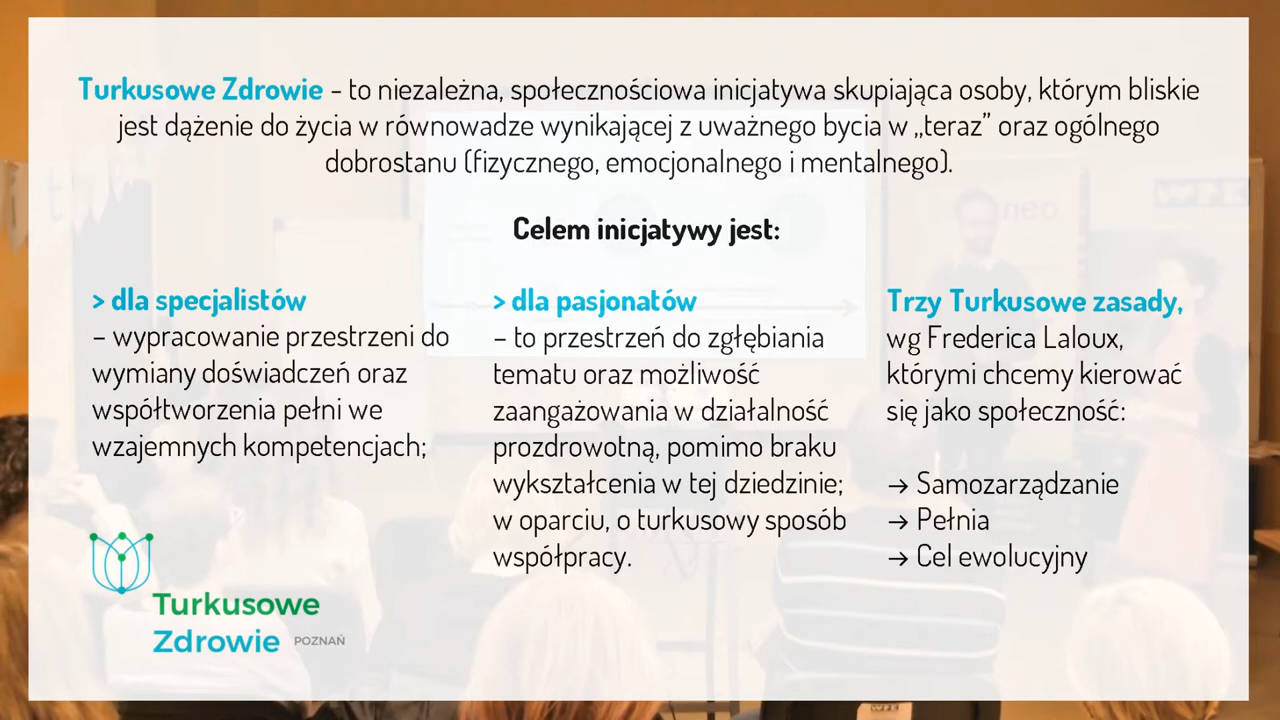 Turkusowe Zdrowie - to niezależna, społecznościowa inicjatywa skupiająca osoby, którym bliskie
jest dążenie do życia w równowadze wynikającej z uważnego bycia w „teraz” oraz ogólnego
dobrostanu (fizycznego, emocjonalnego i mentalnego).
Celem inicjatywy jest:
> dla specjalistów
– wypracowanie przestrzeni do
wymiany doświadczeń oraz
współtworzenia pełni we
wzajemnych kompetencjach;
> dla pasjonatów
– to przestrzeń do zgłębiania
tematu oraz możliwość
zaangażowania w działalność
prozdrowotną, pomimo braku
wykształcenia w tej dziedzinie;
w oparciu, o turkusowy sposób
współpracy.
Trzy Turkusowe zasady,
wg Frederica Laloux,
którymi chcemy kierować
się jako społeczność:
→ Samozarządzanie
→ Pełnia
→ Cel ewolucyjny
Turkusowe
Zdrowie POZNAŃ
neo